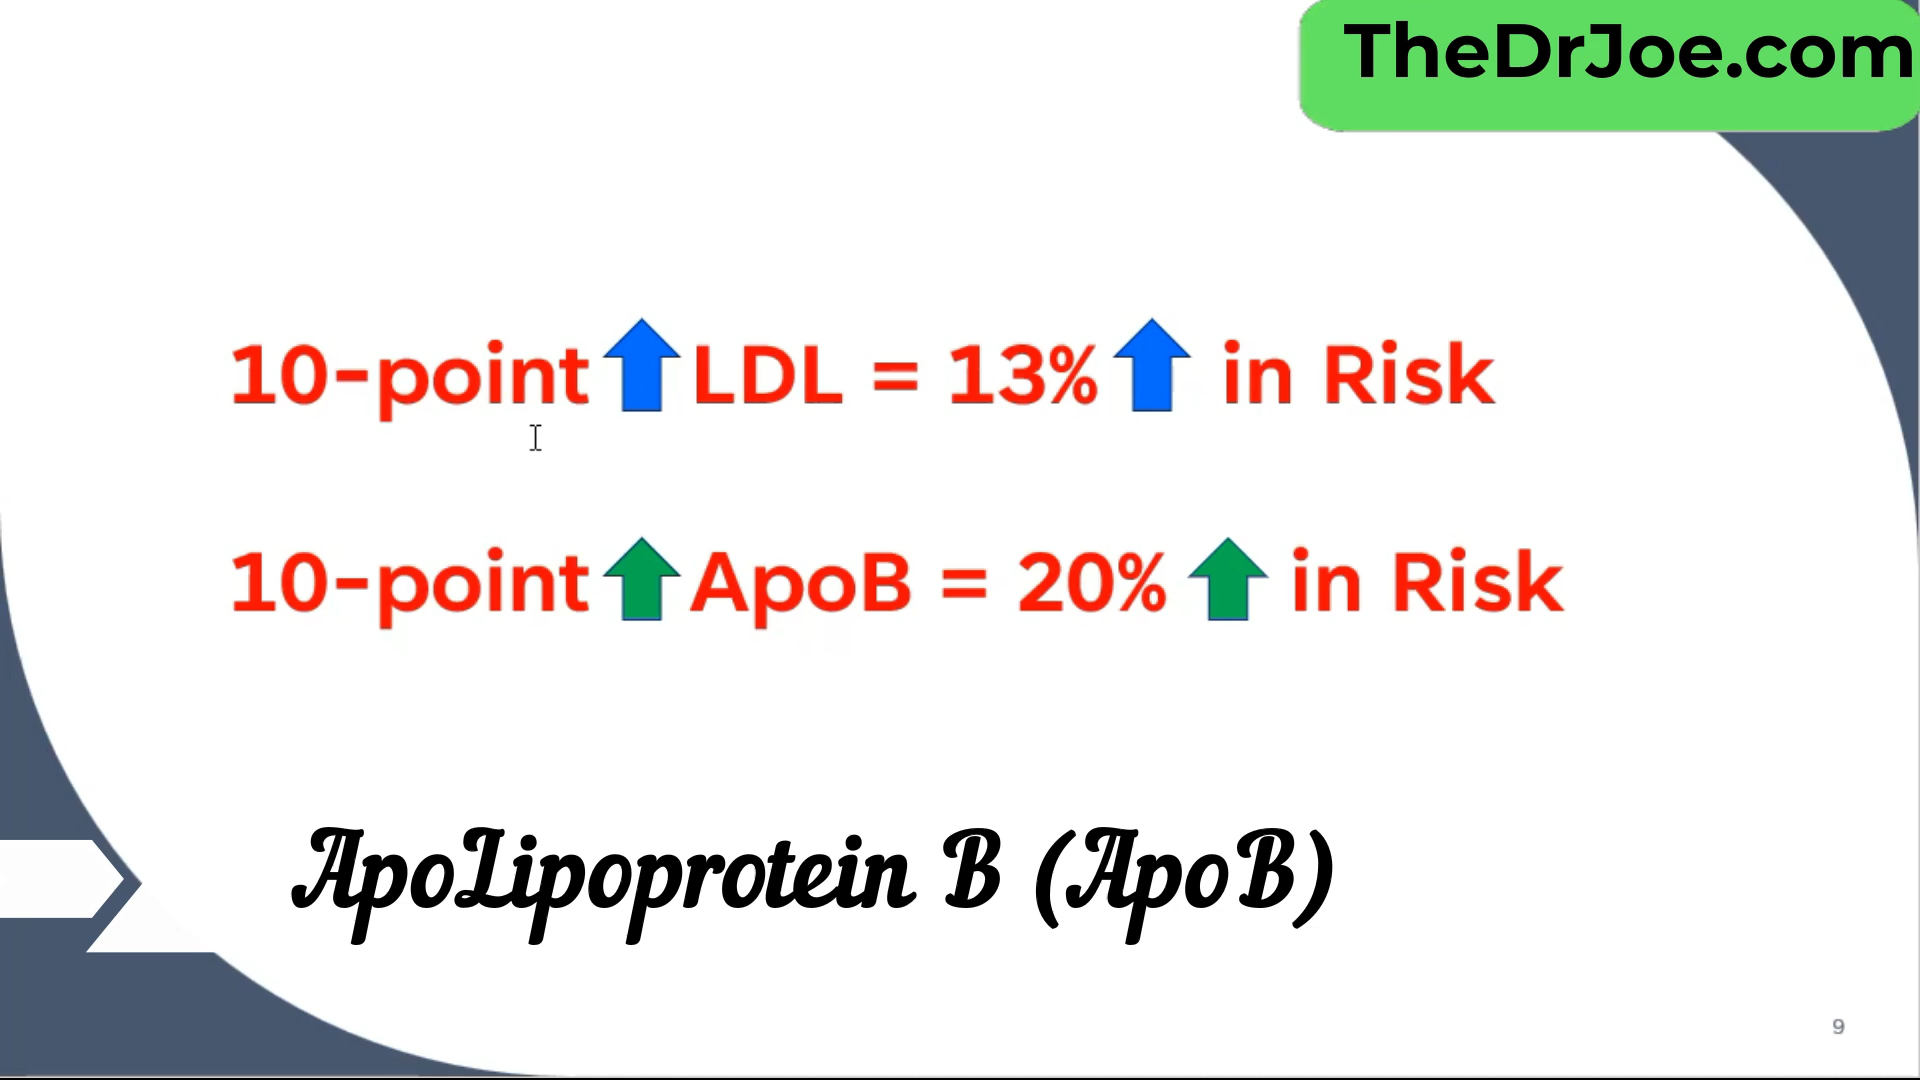 TheDrJoe.com
10-point LDL = 13% in Risk
10-point ApoB = 20% in Risk
ApoLipoprotein B (ApoB)
9